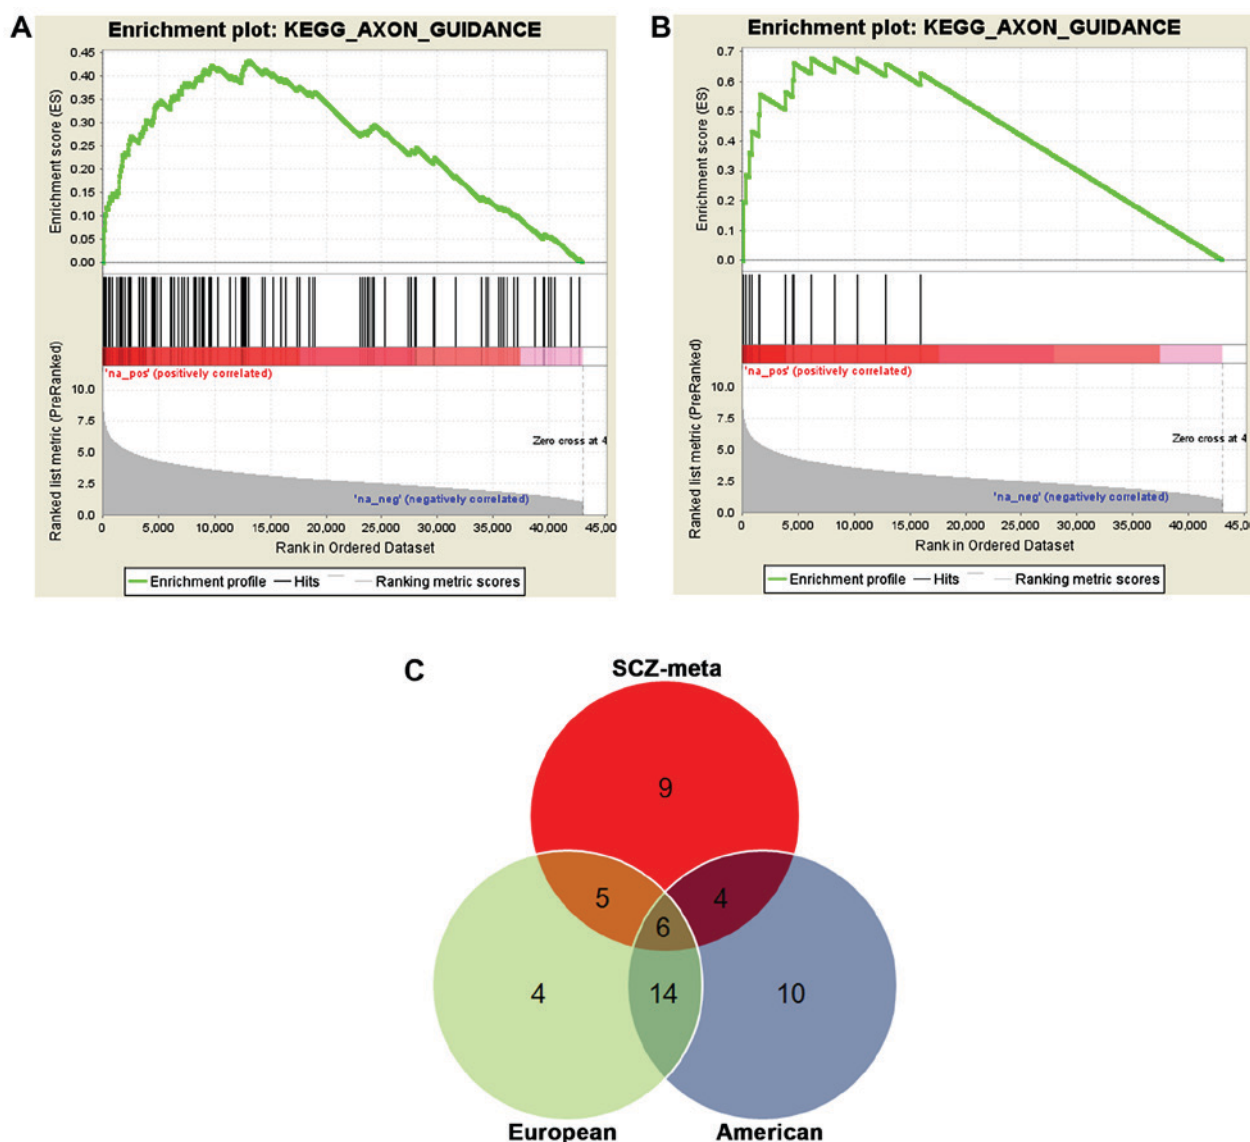 A
Enrichment plot: KEGG_AXON_GUIDANCE
Enrichment score (ES)
0.45
0.40
0.35
0.30
0.25
0.20
0.15
0.10
0.05
0.00
'na_pos' (positively correlated)
Ranked list metric (PreRanked)
10.0
7.5
5.0
2.5
0.0
Zero cross at 4
'na_neg' (negatively correlated)
0 5,000 10,000 15,000 20,000 25,000 30,000 35,000 40,000 45,00
Rank in Ordered Dataset
Enrichment profile Hits Ranking metric scores
B
Enrichment plot: KEGG_AXON_GUIDANCE
Enrichment score (ES)
0.7
0.6
0.5
0.4
0.3
0.2
0.1
0.0
'na_pos' (positively correlated)
Ranked list metric (PreRanked)
10.0
7.5
5.0
2.5
0.0
Zero cross at 4
'na_neg' (negatively correlated)
0 5,000 10,000 15,000 20,000 25,000 30,000 35,000 40,000 45,00
Rank in Ordered Dataset
Enrichment profile Hits Ranking metric scores
C
SCZ-meta
9
5
4
6
4
14
10
European
American